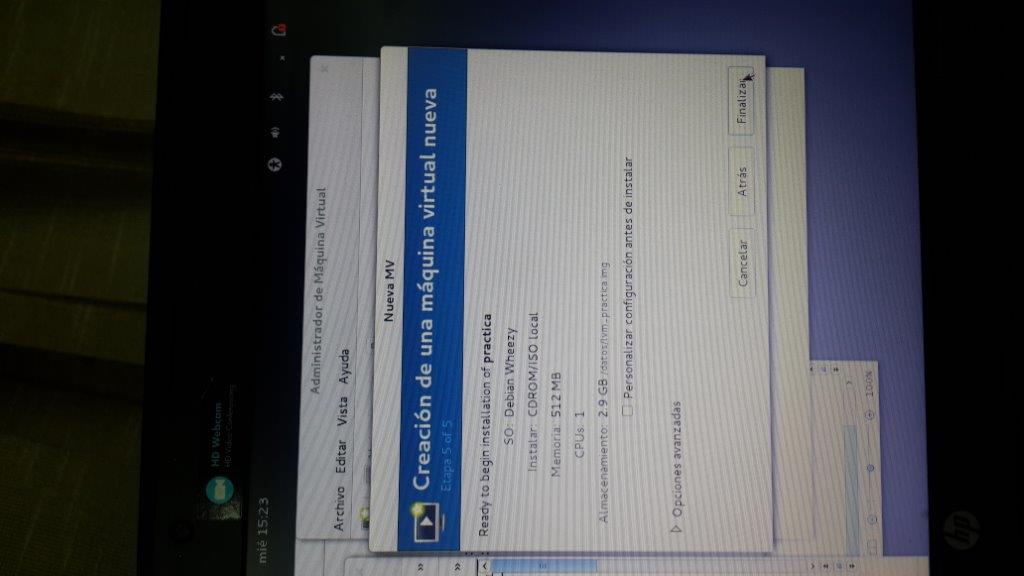 HD Webcam
mié 15:23
Administrador de Máquina Virtual
Archivo Editar Vista Ayuda
Nueva MV
Creación de una máquina virtual nueva
Etapa 5 of 5
Ready to begin installation of practica
SO: Debian Wheezy
Instalar: CDROM/ISO local
Memoria: 512 MB
CPUs: 1
Almacenamiento: 2.9 GB /datos/lvm-practica.img
Personalizar configuración antes de instalar
Opciones avanzadas
Cancelar Atrás Finalizar
100%
hp